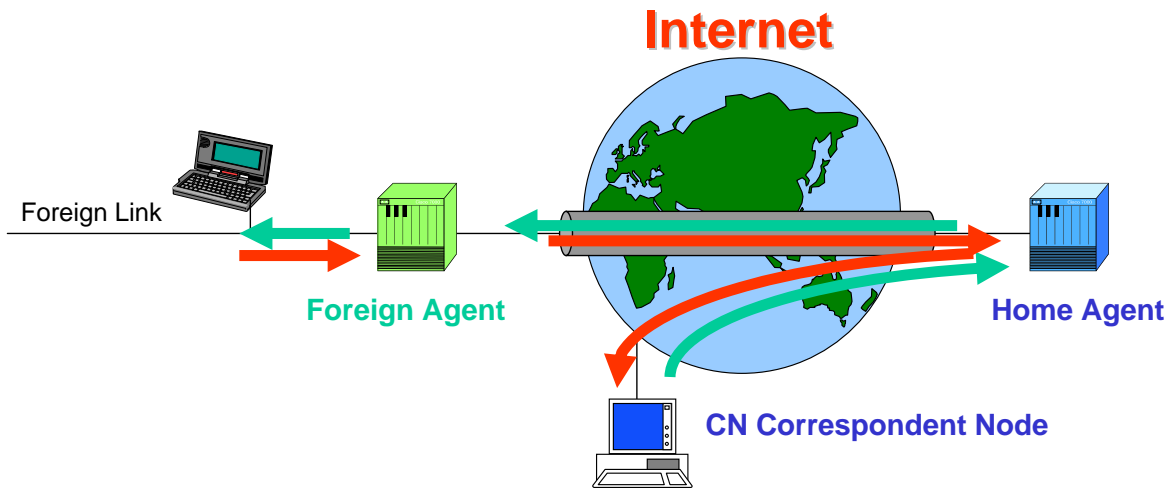 Internet
Foreign Link
Foreign Agent
Home Agent
CN Correspondent Node